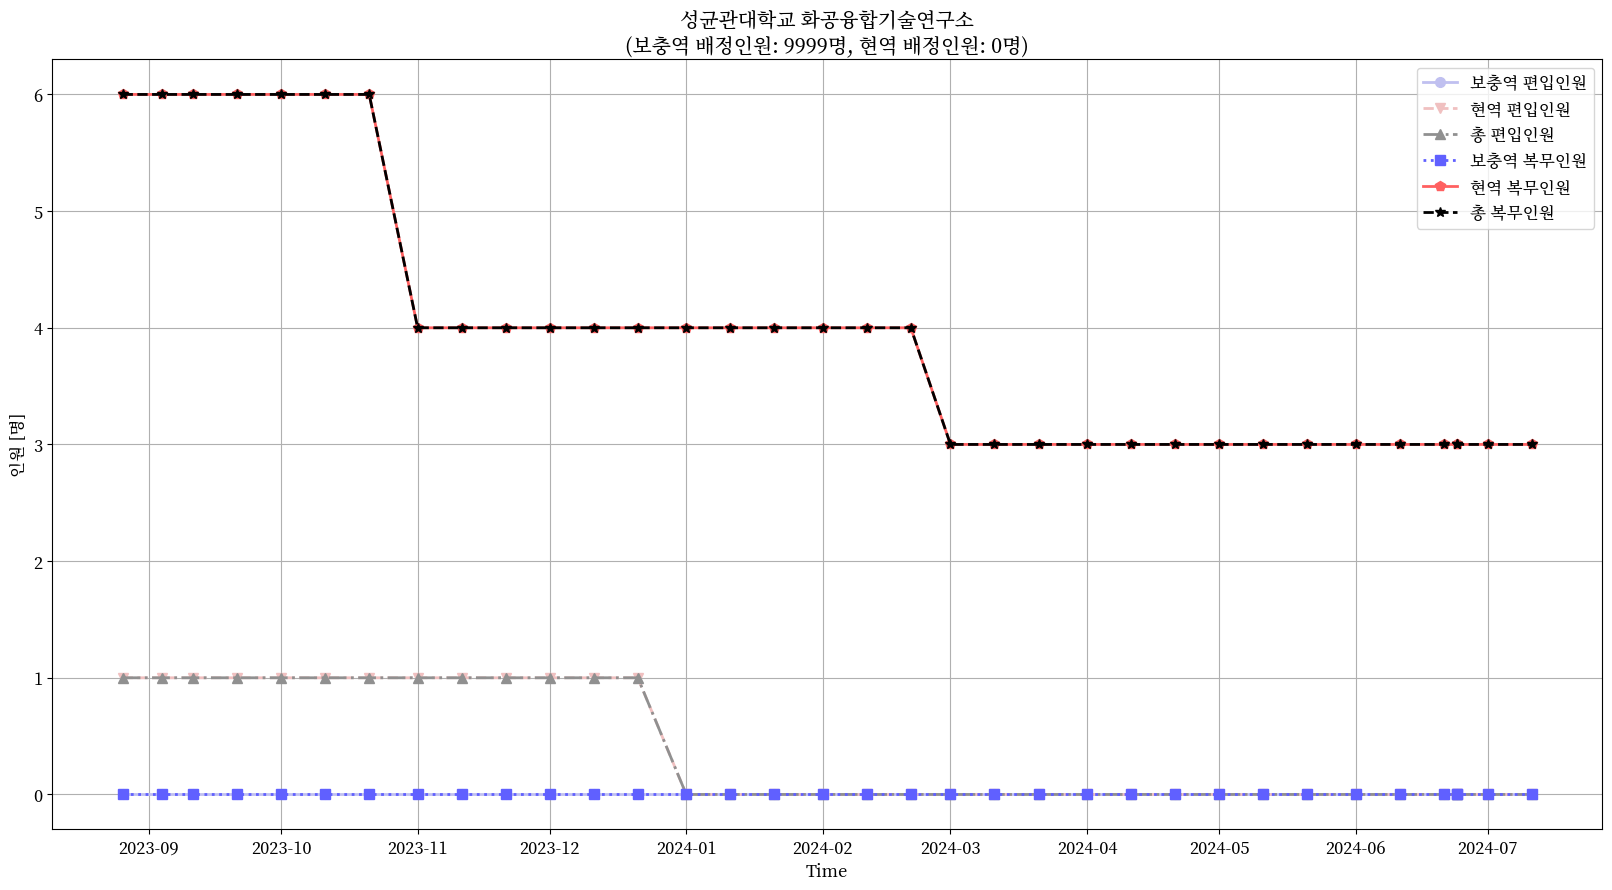 성균관대학교 화공융합기술연구소
(보충역 배정인원: 9999명, 현역 배정인원: 0명)
보충역 편입인원
현역 편입인원
총 편입인원
보충역 복무인원
현역 복무인원
총 복무인원
인원 [명]
6
5
4
3
2
1
0
2023-09
2023-10
2023-11
2023-12
2024-01
2024-02
2024-03
2024-04
2024-05
2024-06
2024-07
Time